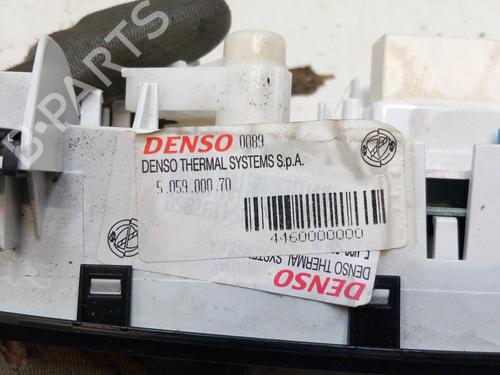 B-PARTS
DENSO 0089
DENSO THERMAL SYSTEMS S.p.A.
5.059.000.70
4460000000
DENSO THERMAL SYSTE
DENSO